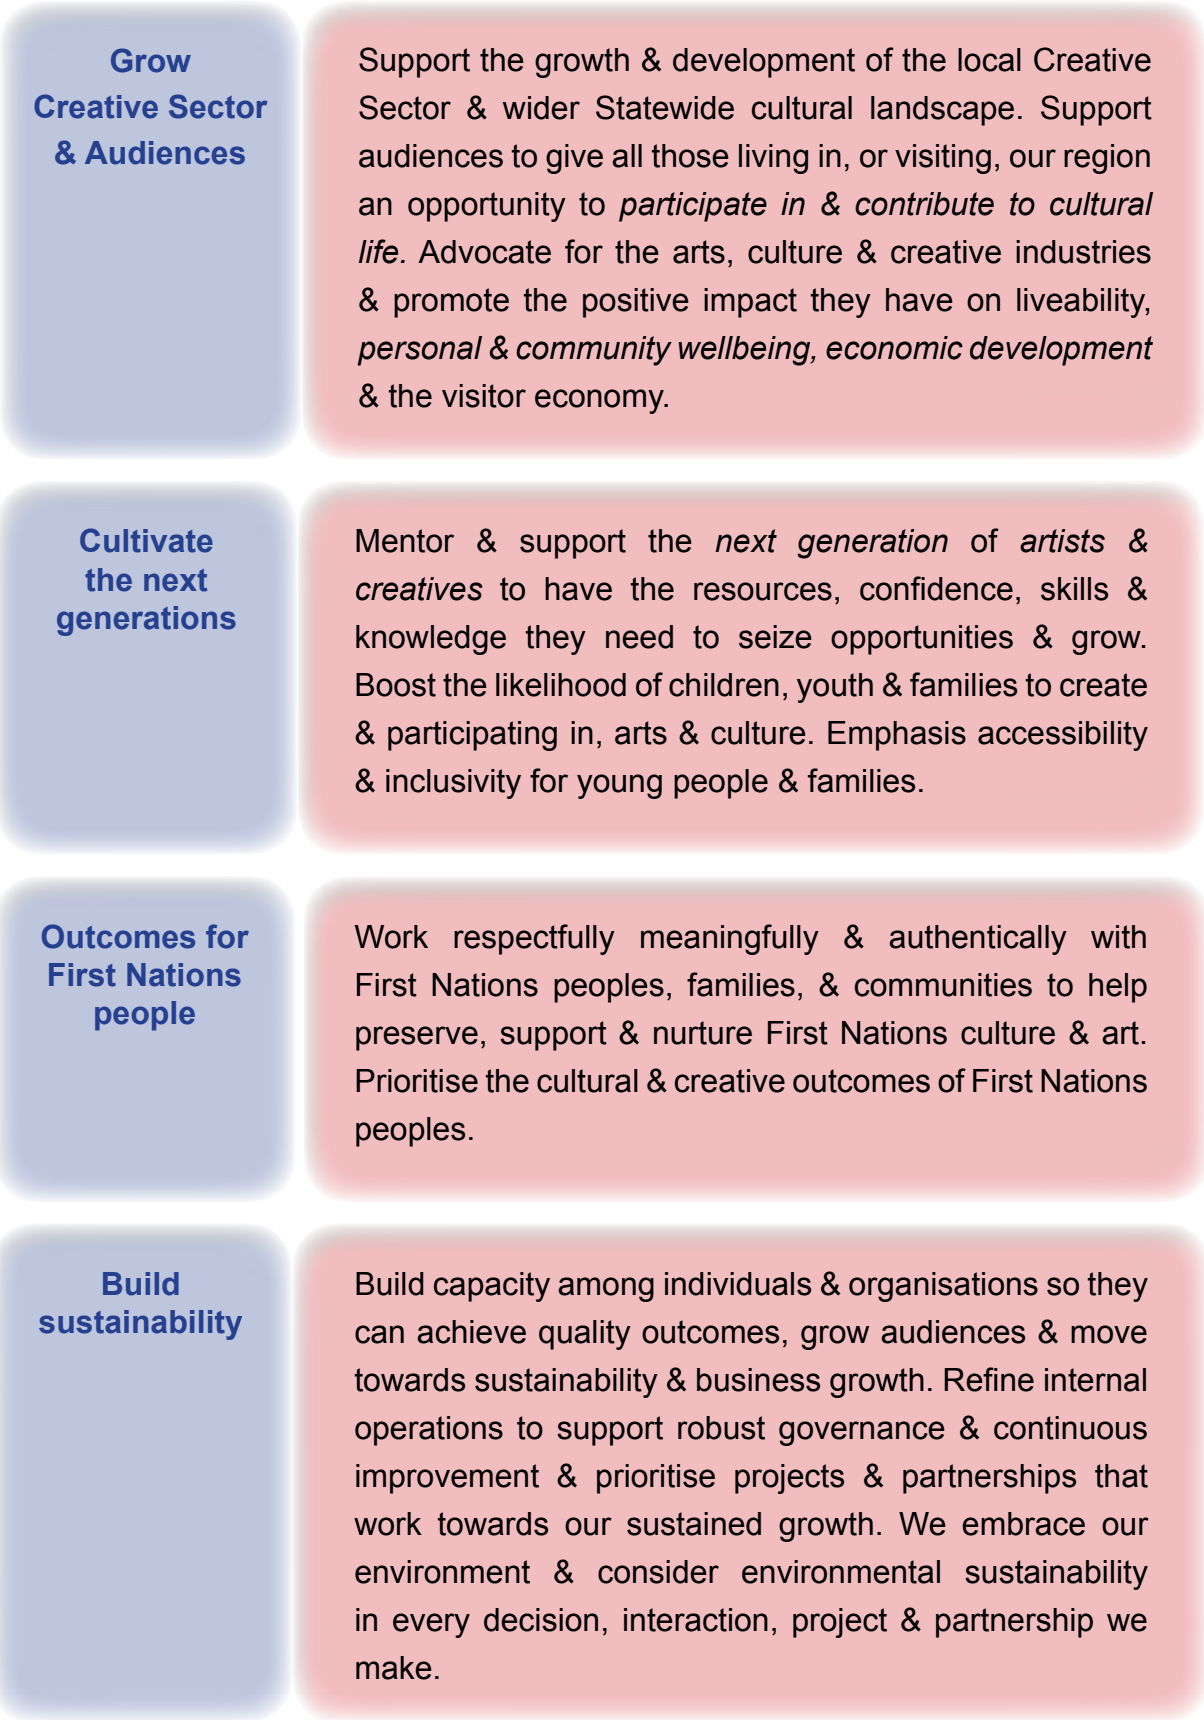 Grow
Creative Sector
& Audiences
Support the growth & development of the local Creative
Sector & wider Statewide cultural landscape. Support
audiences to give all those living in, or visiting, our region
an opportunity to participate in & contribute to cultural
life. Advocate for the arts, culture & creative industries
& promote the positive impact they have on liveability,
personal & community wellbeing, economic development
& the visitor economy.
Cultivate
the next
generations
Mentor & support the next generation of artists &
creatives to have the resources, confidence, skills &
knowledge they need to seize opportunities & grow.
Boost the likelihood of children, youth & families to create
& participating in, arts & culture. Emphasis accessibility
& inclusivity for young people & families.
Outcomes for
First Nations
people
Work respectfully meaningfully & authentically with
First Nations peoples, families, & communities to help
preserve, support & nurture First Nations culture & art.
Prioritise the cultural & creative outcomes of First Nations
peoples.
Build
sustainability
Build capacity among individuals & organisations so they
can achieve quality outcomes, grow audiences & move
towards sustainability & business growth. Refine internal
operations to support robust governance & continuous
improvement & prioritise projects & partnerships that
work towards our sustained growth. We embrace our
environment & consider environmental sustainability
in every decision, interaction, project & partnership we
make.